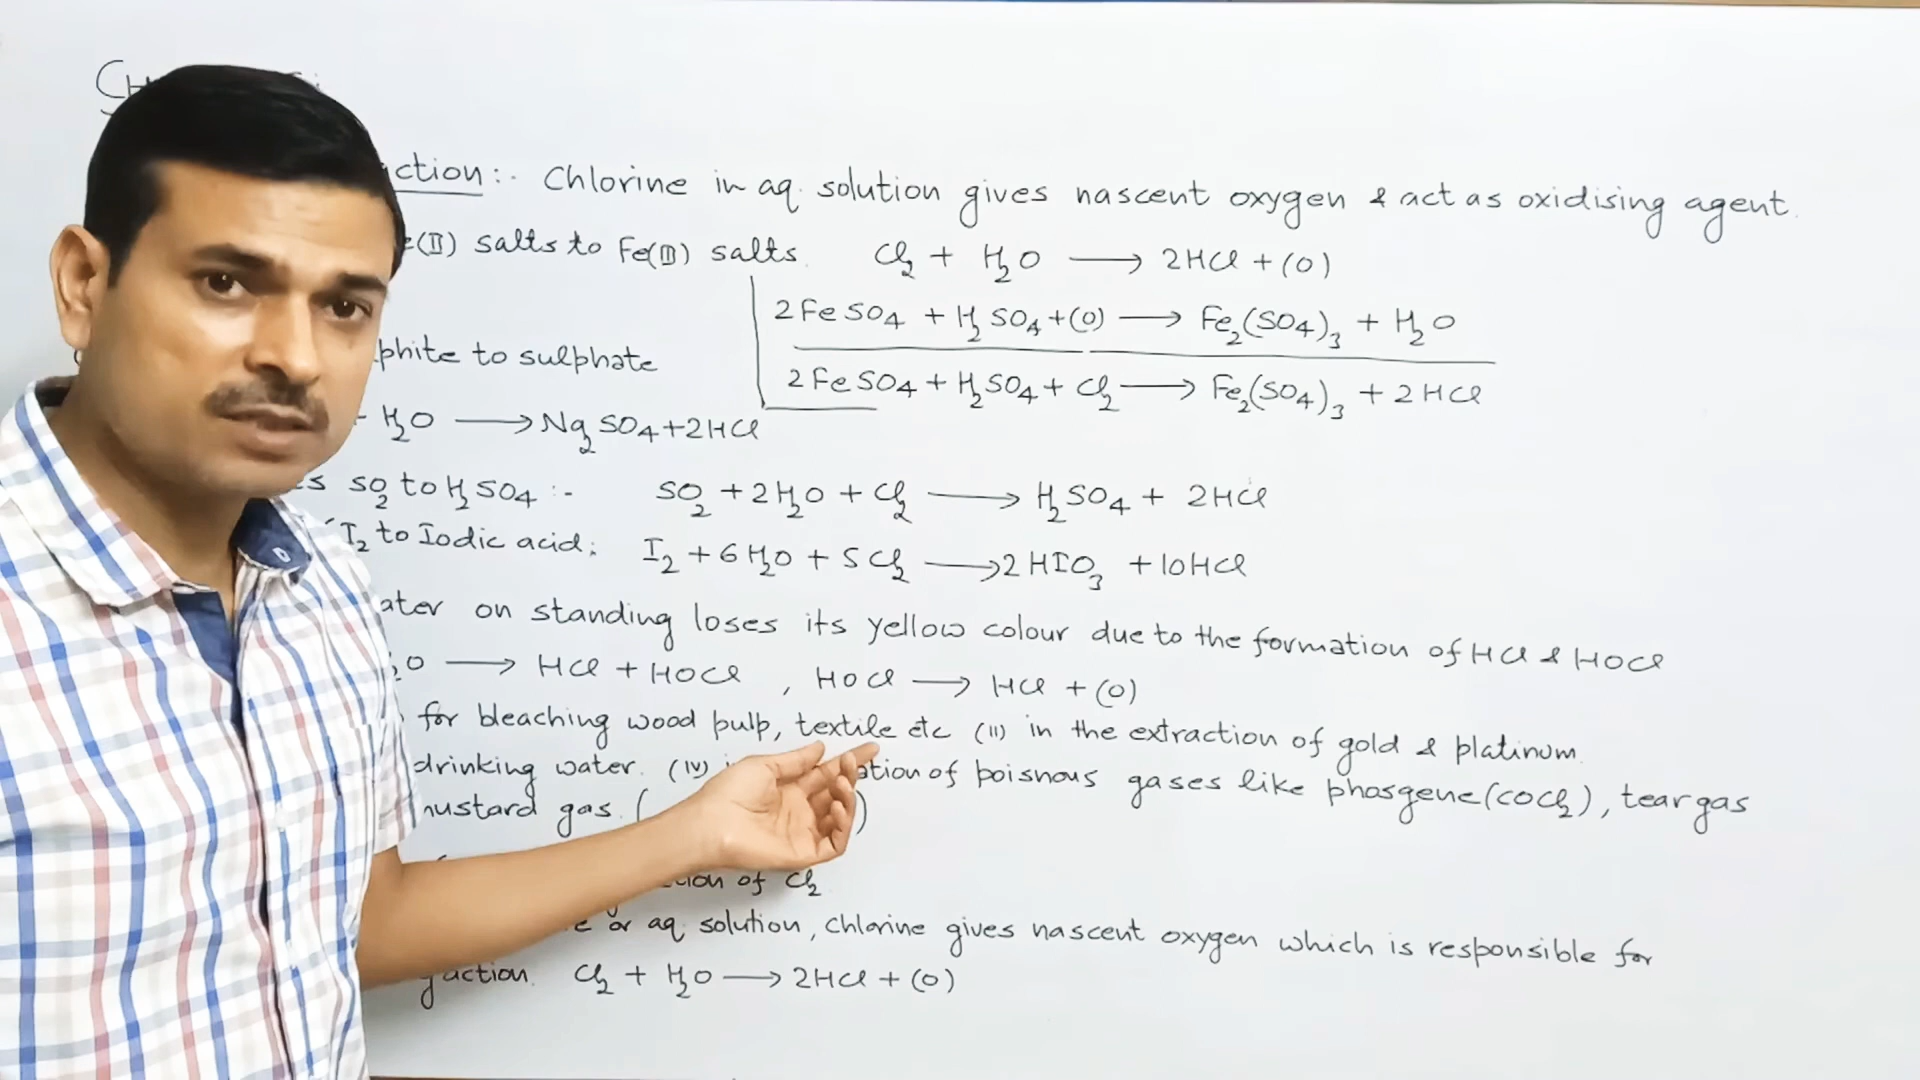 ction:- Chlorine in aq. solution gives nascent oxygen & act as oxidising agent.
e(II) salts to Fe(III) salts. Cl2 + H2O ⟶ 2HCl + (O)
2FeSO4 + H2SO4 + (O) ⟶ Fe2(SO4)3 + H2O
phite to sulphate
2FeSO4 + H2SO4 + Cl2 ⟶ Fe2(SO4)3 + 2HCl
+ H2O ⟶ Na2SO4 + 2HCl
es SO2 to H2SO4 :- SO2 + 2H2O + Cl2 ⟶ H2SO4 + 2HCl
I2 to Iodic acid: I2 + 6H2O + 5Cl2 ⟶ 2HIO3 + 10HCl
ater on standing loses its yellow colour due to the formation of HCl & HOCl
2O ⟶ HCl + HOCl , HOCl ⟶ HCl + (O)
for bleaching wood pulp, textile etc (II) in the extraction of gold & platinum.
drinking water. (IV) ation of poisnous gases like phosgene (COCl2), tear gas
mustard gas. ( )
tion of Cl2
e or aq. solution, chlorine gives nascent oxygen which is responsible for
g action. Cl2 + H2O ⟶ 2HCl + (O)